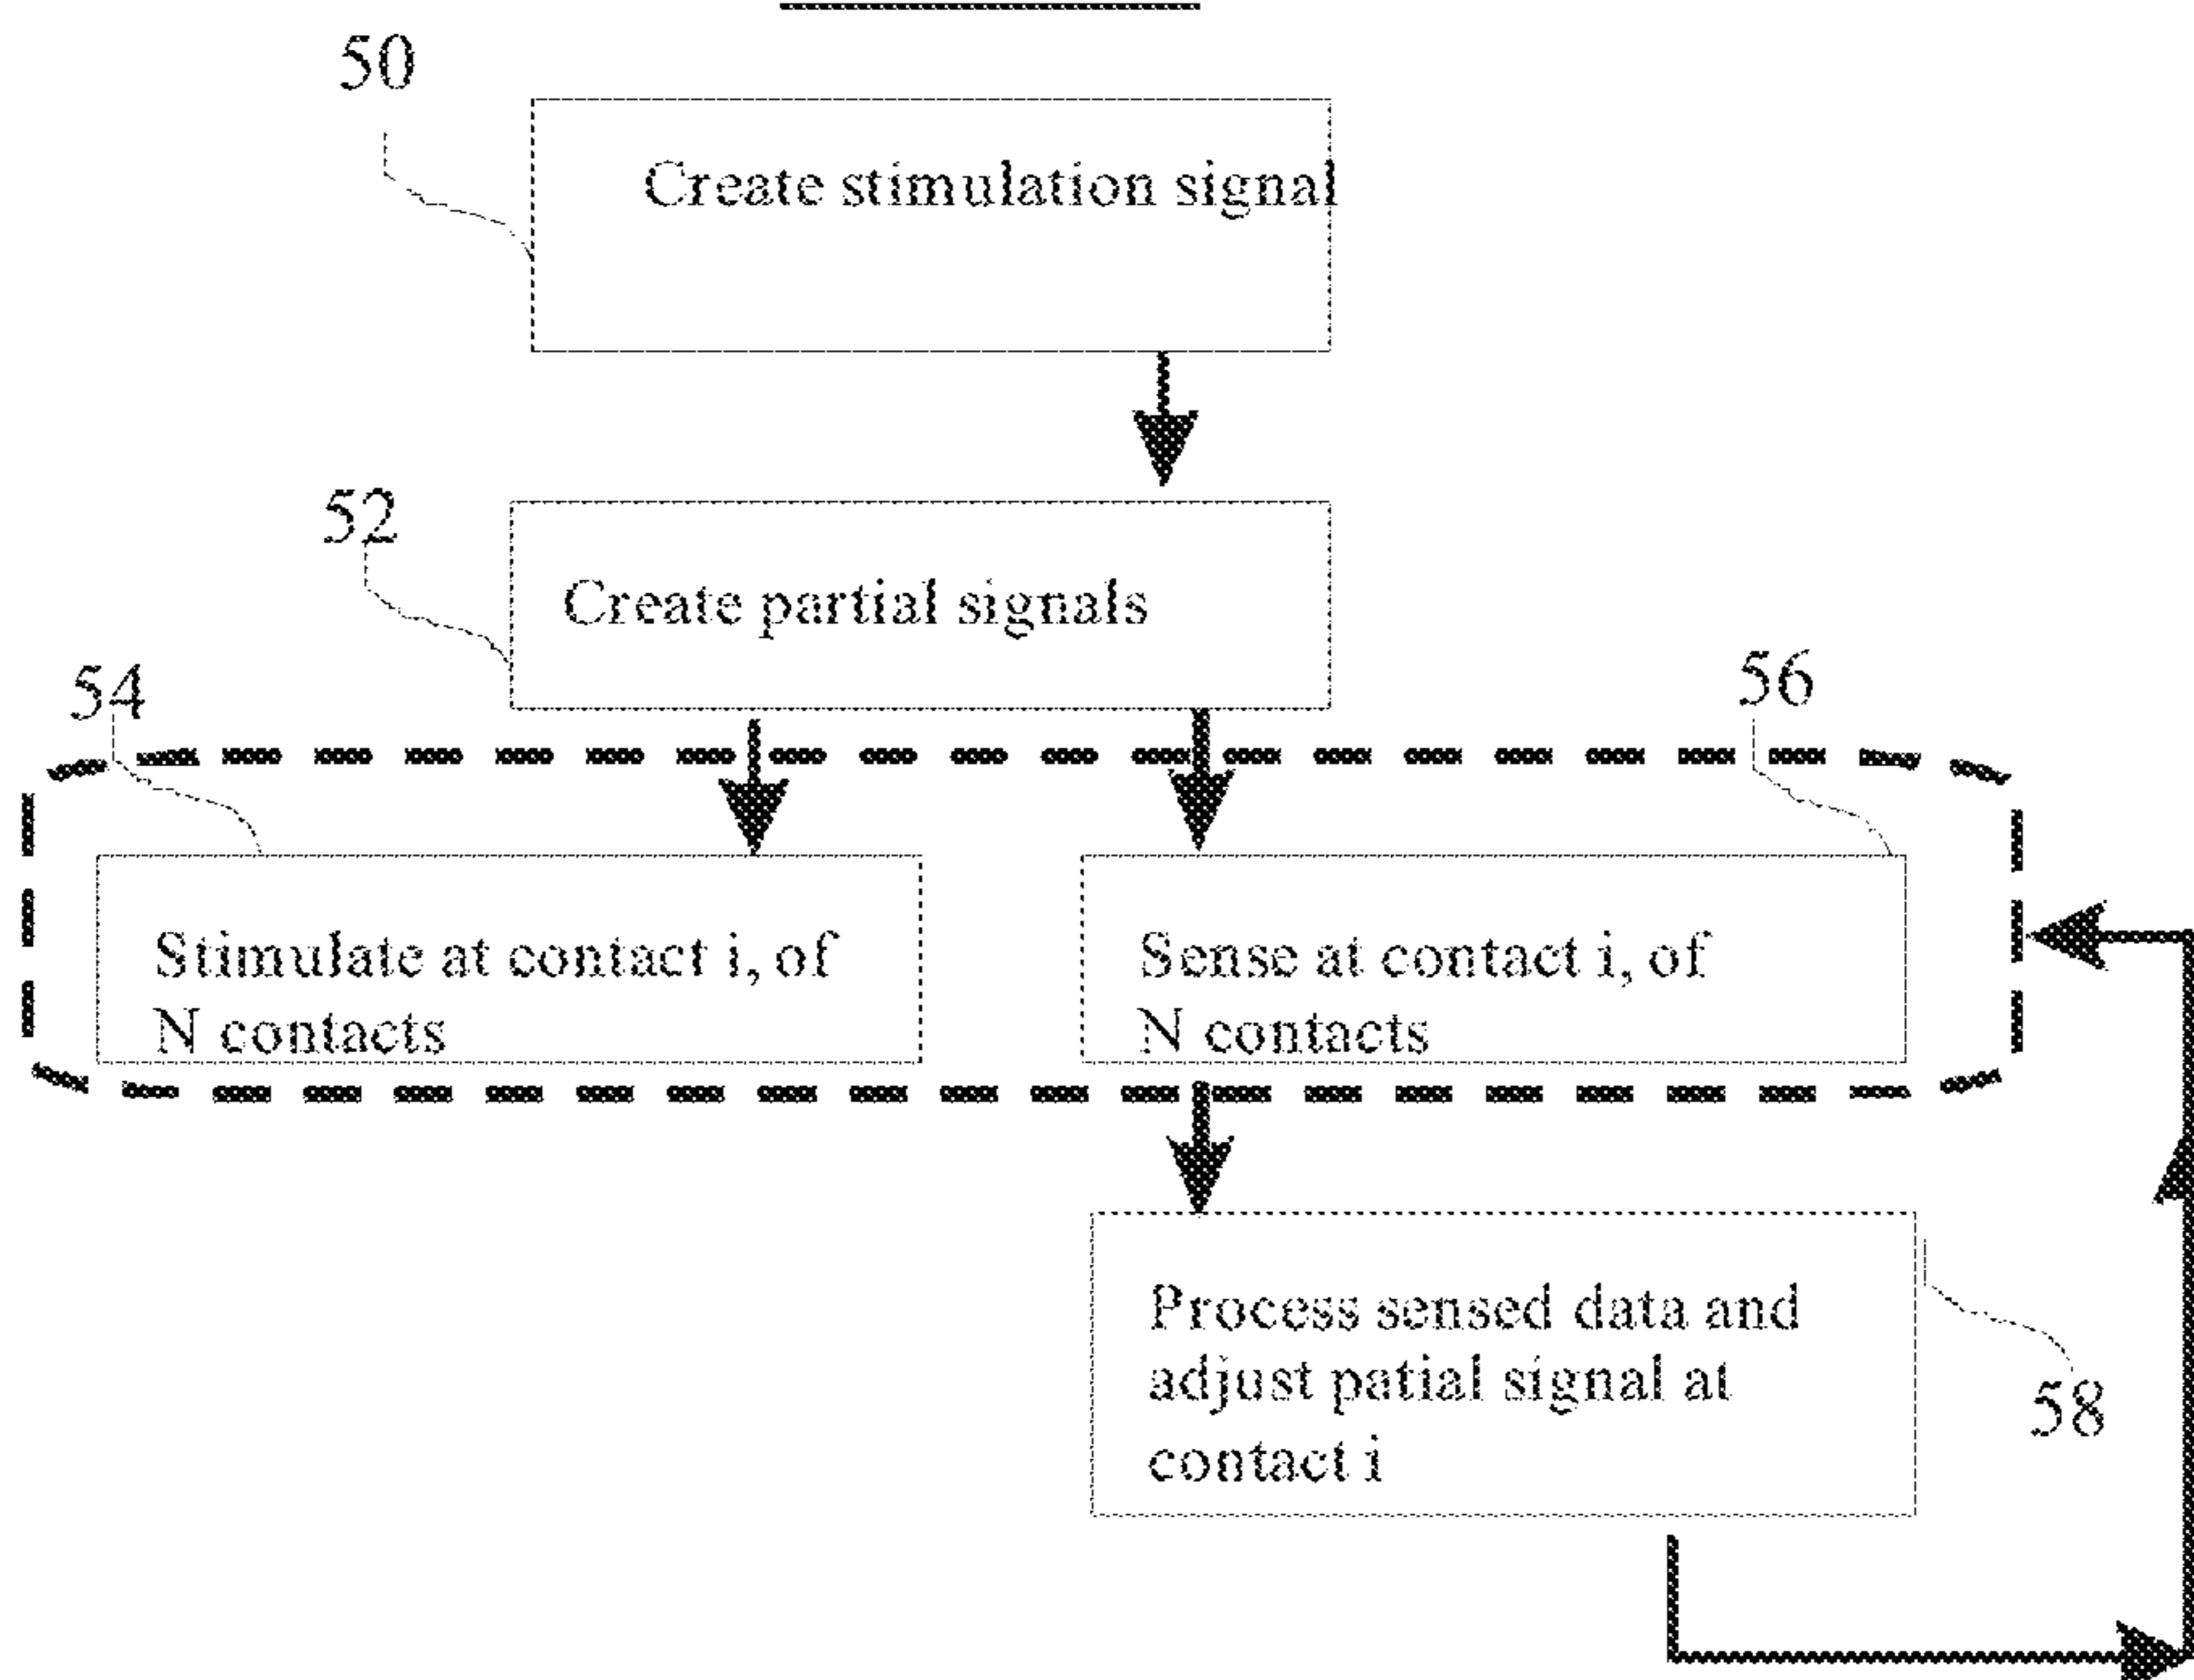 50
Create stimulation signal
52
Create partial signals
54
56
Stimulate at contact i, of
N contacts
Sense at contact i, of
N contacts
Process sensed data and
adjust patial signal at
contact i
58